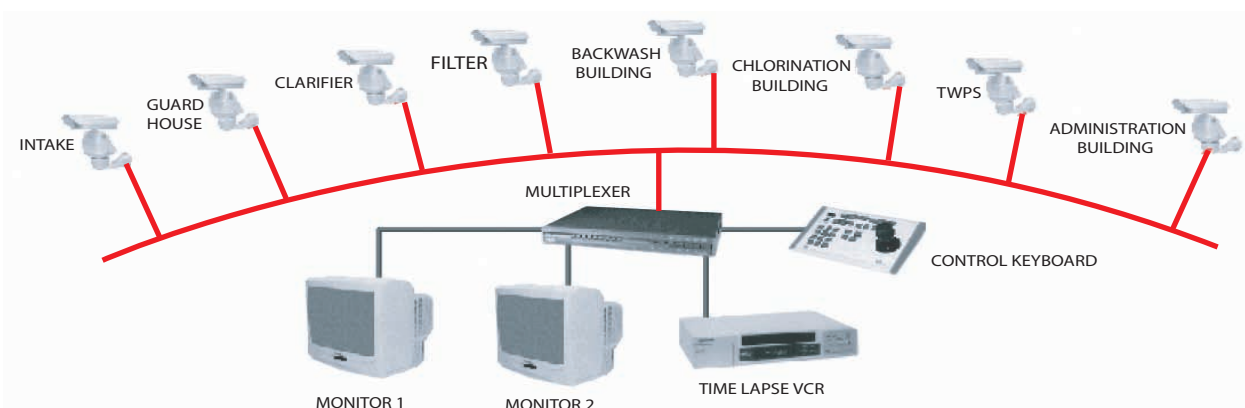 INTAKE
GUARD
HOUSE
CLARIFIER
FILTER
BACKWASH
BUILDING
CHLORINATION
BUILDING
TWPS
ADMINISTRATION
BUILDING
MULTIPLEXER
CONTROL KEYBOARD
MONITOR 1
MONITOR 2
TIME LAPSE VCR